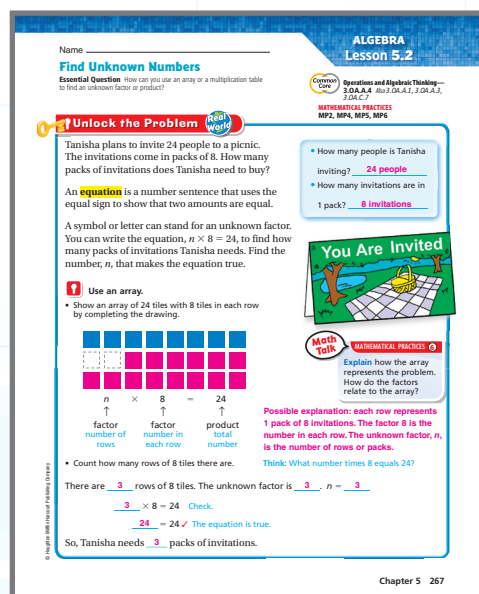 Name
ALGEBRA
Lesson 5.2
Find Unknown Numbers
Essential Question How can you use an array or a multiplication table
to find an unknown factor or product?
Common
Core
Operations and Algebraic Thinking—
3.OA.A.4 Also 3.OA.A.1, 3.OA.A.3,
3.OA.C.7
MATHEMATICAL PRACTICES
MP2, MP4, MP5, MP6
Unlock the Problem
Real
World
Tanisha plans to invite 24 people to a picnic.
The invitations come in packs of 8. How many
packs of invitations does Tanisha need to buy?
An equation is a number sentence that uses the
equal sign to show that two amounts are equal.
A symbol or letter can stand for an unknown factor.
You can write the equation, n × 8 = 24, to find how
many packs of invitations Tanisha needs. Find the
number, n, that makes the equation true.
• How many people is Tanisha
inviting? 24 people
• How many invitations are in
1 pack? 8 invitations
You Are Invited
Use an array.
• Show an array of 24 tiles with 8 tiles in each row
by completing the drawing.
n × 8 = 24
factor factor product
number of number in total
rows each row number
Math
Talk
MATHEMATICAL PRACTICES 6
Explain how the array
represents the problem.
How do the factors
relate to the array?
Possible explanation: each row represents
1 pack of 8 invitations. The factor 8 is the
number in each row. The unknown factor, n,
is the number of rows or packs.
• Count how many rows of 8 tiles there are.
Think: What number times 8 equals 24?
There are 3 rows of 8 tiles. The unknown factor is 3. n = 3
3 × 8 = 24 Check.
24 = 24 ✓ The equation is true.
So, Tanisha needs 3 packs of invitations.
© Houghton Mifflin Harcourt Publishing Company
Chapter 5 267